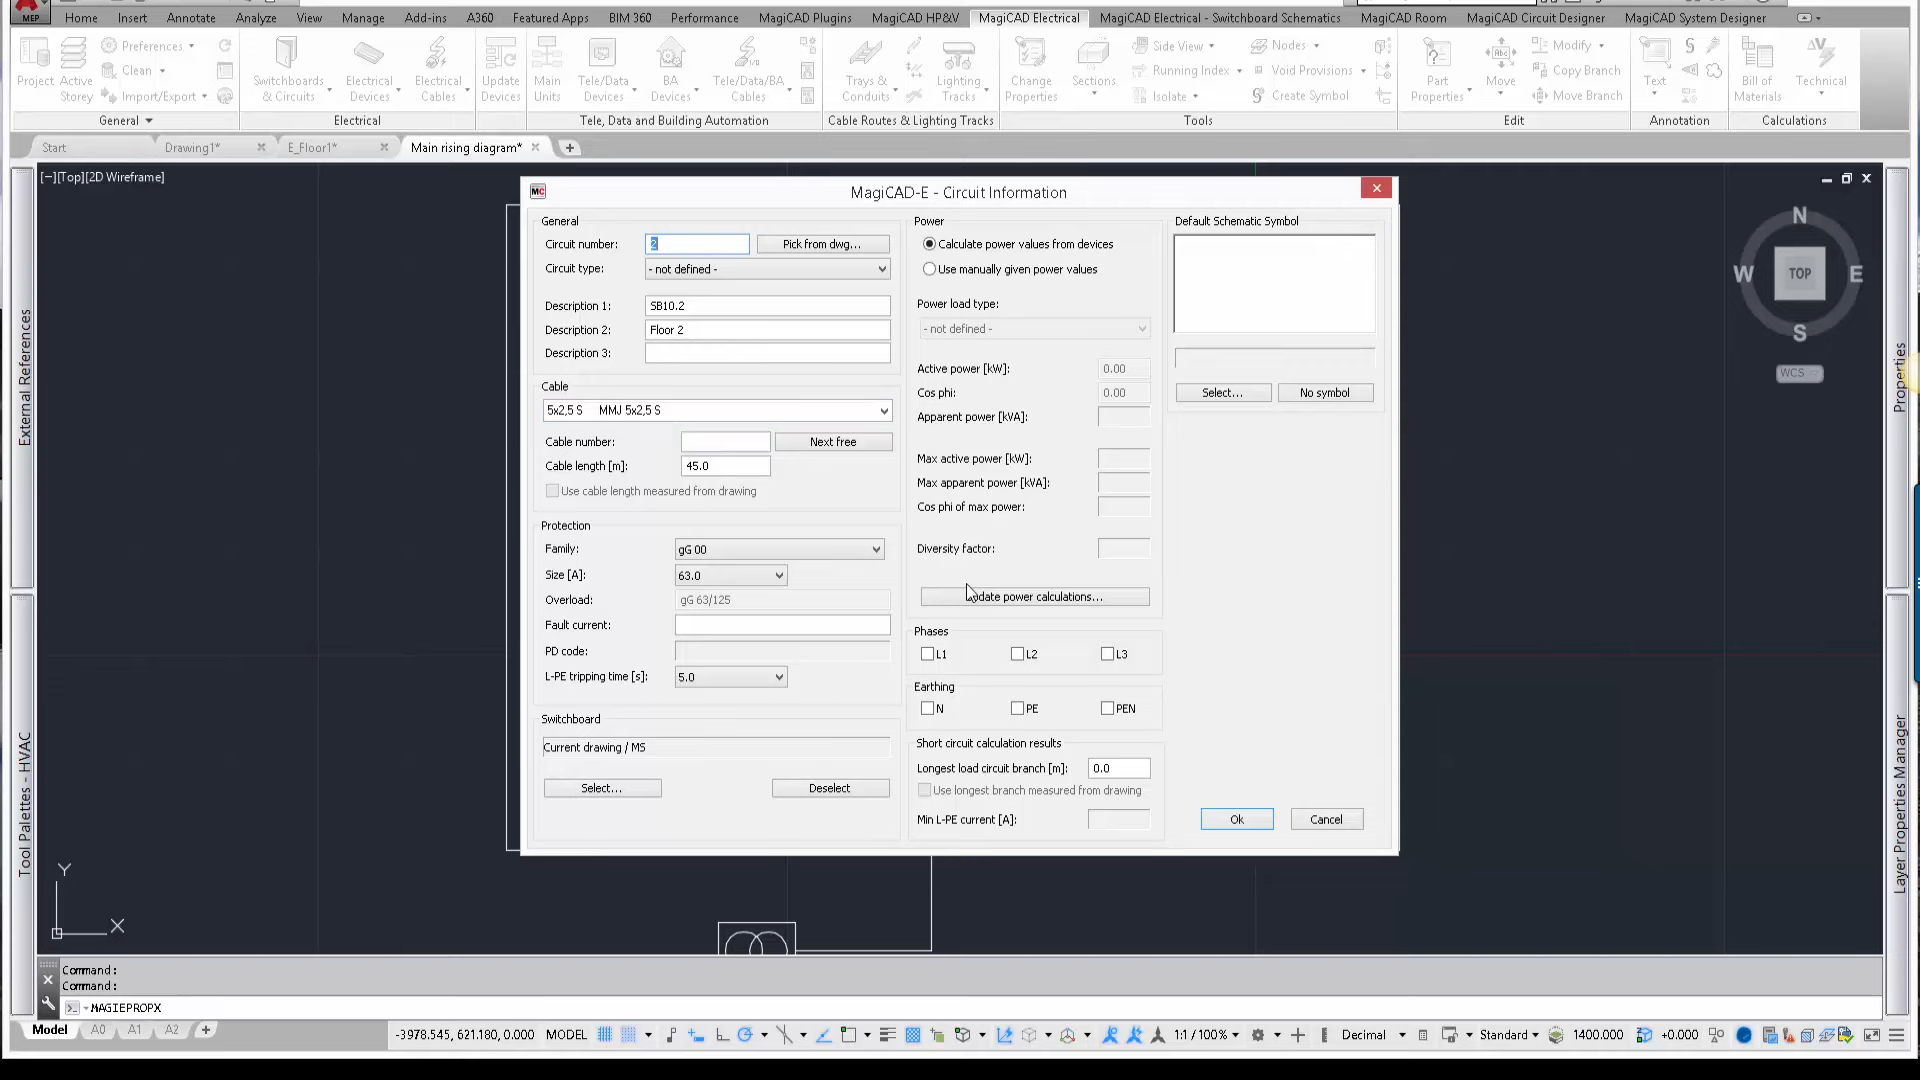 MEP
Home Insert Annotate Analyze View Manage Add-ins A360 Featured Apps BIM 360 Performance MagiCAD Plugins MagiCAD HP&V MagiCAD Electrical MagiCAD Electrical - Switchboard Schematics MagiCAD Room MagiCAD Circuit Designer MagiCAD System Designer
Project
Active Storey
Preferences
Clean
Import/Export
Switchboards & Circuits
Electrical Devices
Electrical Cables
Update Devices
Main Units
Tele/Data Devices
BA Devices
Tele/Data/BA Cables
Trays & Conduits
Lighting Tracks
Change Properties
Sections
Side View
Running Index
Isolate
Nodes
Void Provisions
Create Symbol
Part Properties
Move
Modify
Copy Branch
Move Branch
Text
Bill of Materials
Technical
General Electrical Tele, Data and Building Automation Cable Routes & Lighting Tracks Tools Edit Annotation Calculations
Start Drawing1* E_Floor1* Main rising diagram*
[−][Top][2D Wireframe]
External References
Tool Palettes - HVAC
Properties
Layer Properties Manager
N
W TOP E
S
WCS
MC MagiCAD-E - Circuit Information
General
Circuit number: 2 Pick from dwg...
Circuit type: - not defined -
Description 1: SB10.2
Description 2: Floor 2
Description 3:
Cable
5x2,5 S MMJ 5x2,5 S
Cable number: Next free
Cable length [m]: 45.0
Use cable length measured from drawing
Protection
Family: gG 00
Size [A]: 63.0
Overload: gG 63/125
Fault current:
PD code:
L-PE tripping time [s]: 5.0
Switchboard
Current drawing / MS
Select... Deselect
Power
Calculate power values from devices
Use manually given power values
Power load type:
- not defined -
Active power [kW]: 0.00
Cos phi: 0.00
Apparent power [kVA]:
Max active power [kW]:
Max apparent power [kVA]:
Cos phi of max power:
Diversity factor:
power calculations...
Phases
L1 L2 L3
Earthing
N PE PEN
Short circuit calculation results
Longest load circuit branch [m]: 0.0
Use longest branch measured from drawing
Min L-PE current [A]:
Default Schematic Symbol
Select... No symbol
Ok Cancel
Y
X
Command:
Command:
MAGIEPROPX
Model A0 A1 A2
-3978.545, 621.180, 0.000 MODEL 1:1 / 100% Decimal Standard 1400.000 +0.000